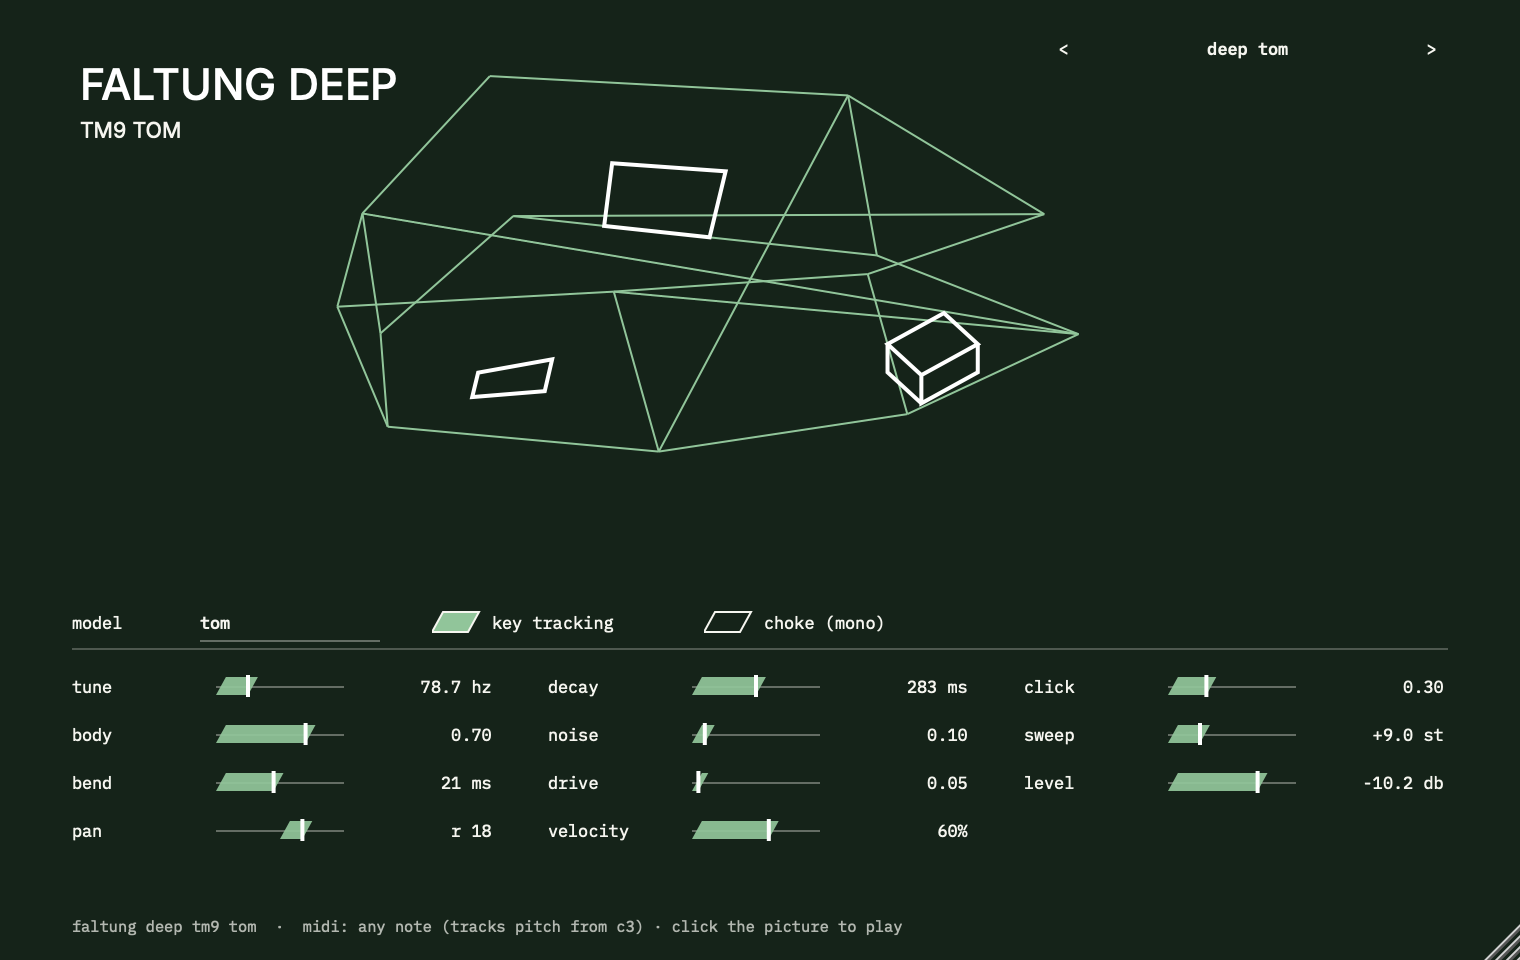 < deep tom >
FALTUNG DEEP
TM9 TOM
model tom key tracking choke (mono)
tune 78.7 hz decay 283 ms click 0.30
body 0.70 noise 0.10 sweep +9.0 st
bend 21 ms drive 0.05 level -10.2 db
pan r 18 velocity 60%
faltung deep tm9 tom · midi: any note (tracks pitch from c3) · click the picture to play